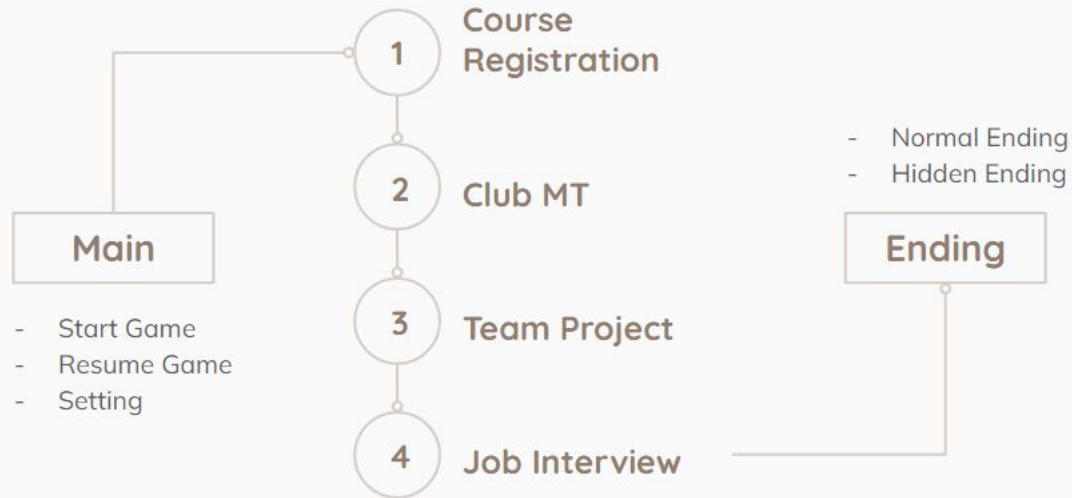 Main
- Start Game
- Resume Game
- Setting
1
Course
Registration
2
Club MT
3
Team Project
4
Job Interview
- Normal Ending
- Hidden Ending
Ending